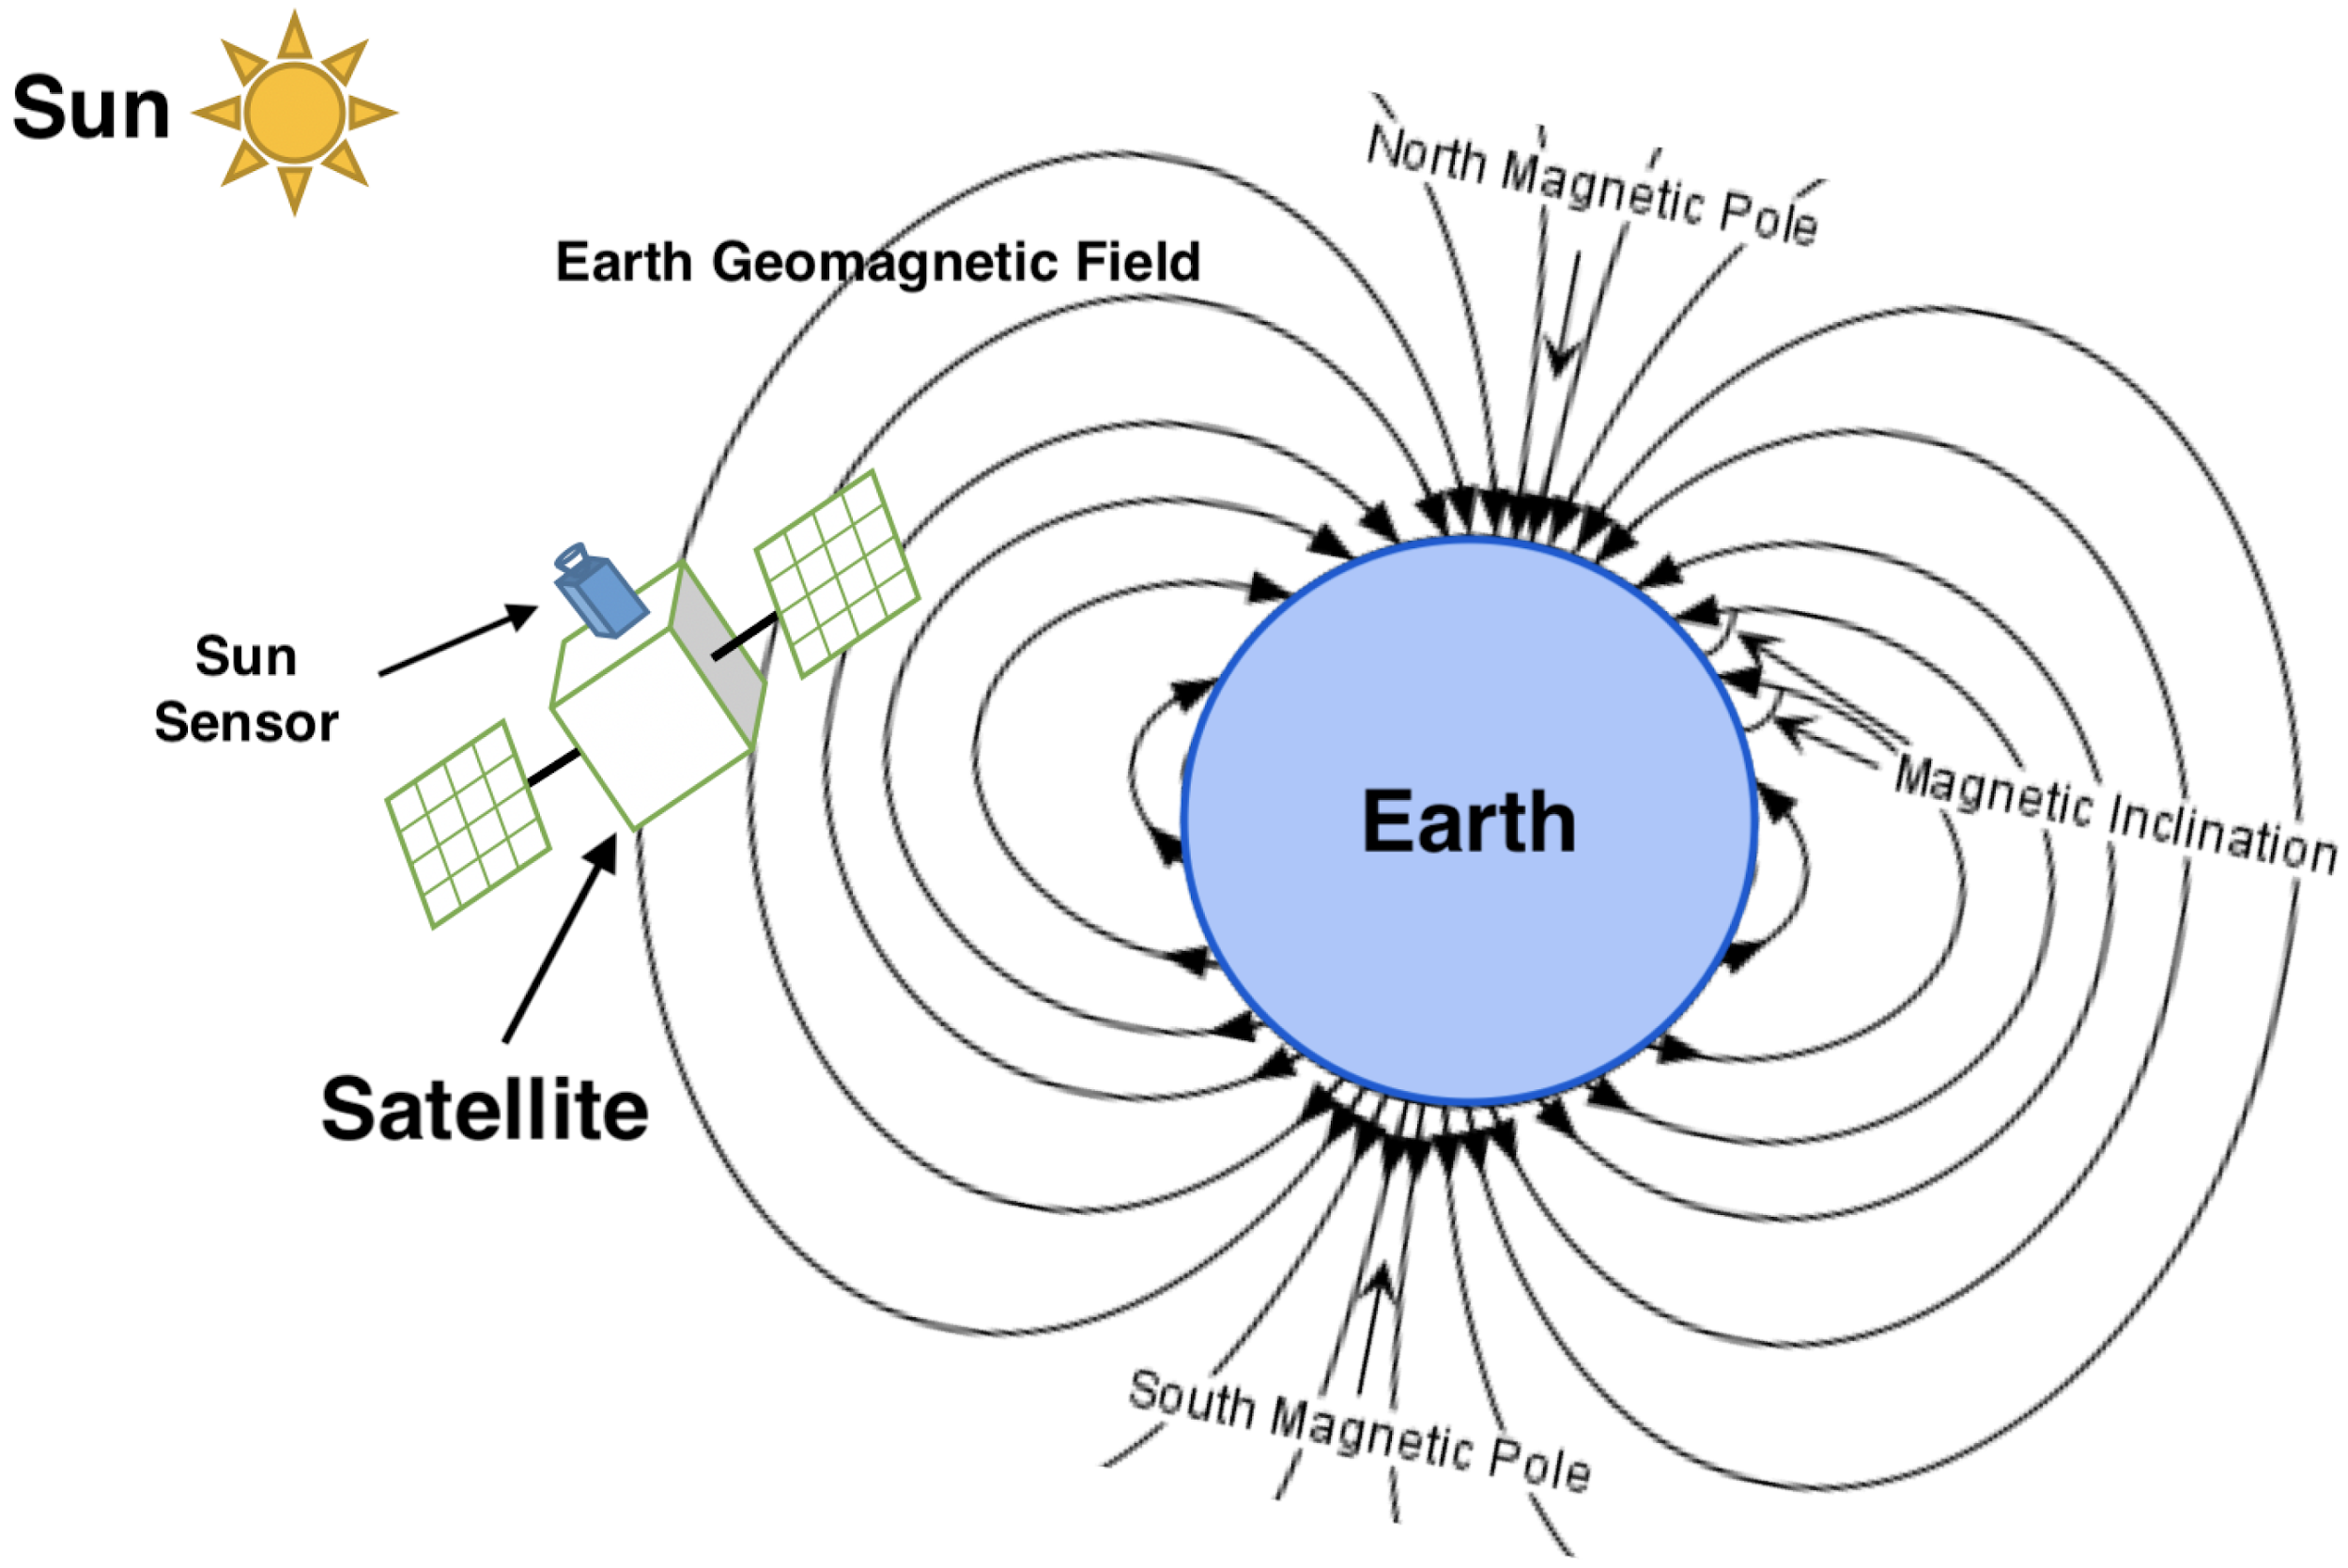 Sun
North Magnetic Pole
Earth Geomagnetic Field
Sun
Sensor
Earth
Magnetic Inclination
Satellite
South Magnetic Pole